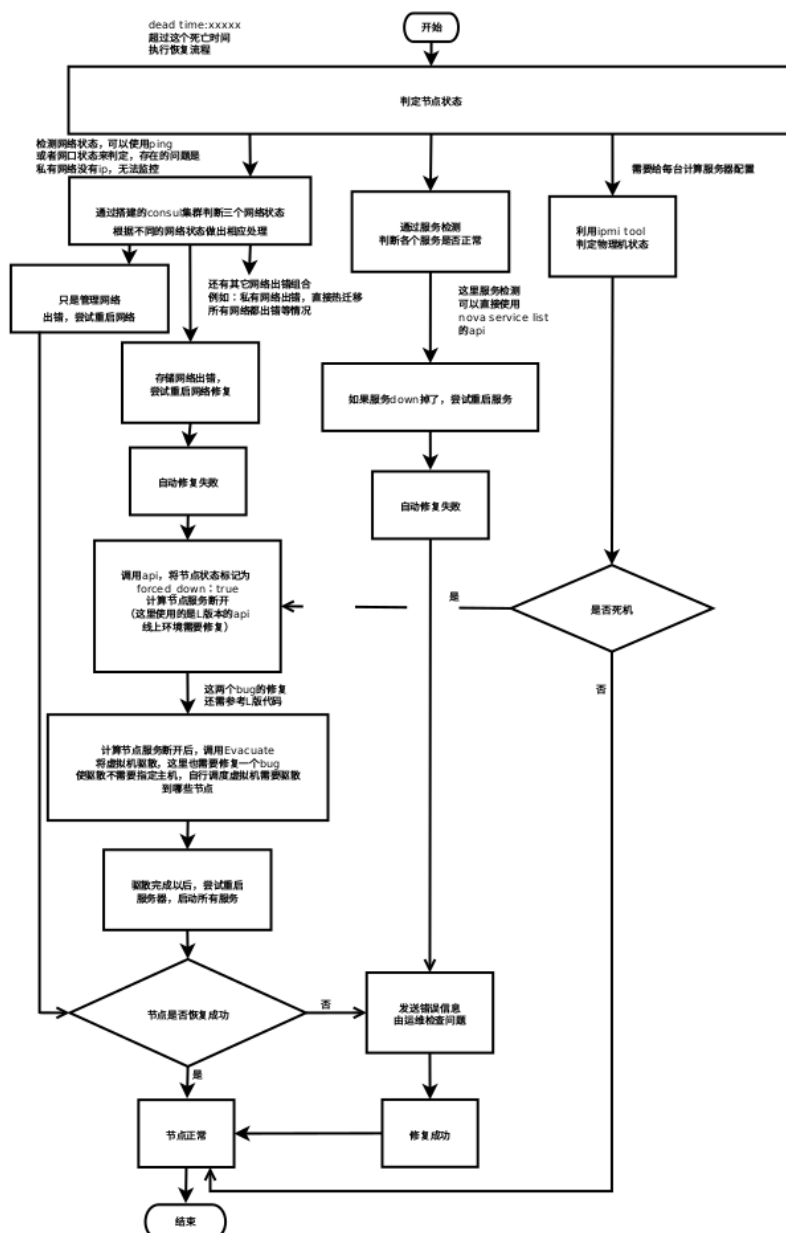 dead time:xxxxx
超过这个死亡时间
执行恢复流程
开始
判定节点状态
检测网络状态，可以使用ping
或者网口状态来判定，存在的问题是
私有网络没有ip，无法监控
需要给每台计算服务器配置
通过搭建的consul集群判断三个网络状态
根据不同的网络状态做出相应处理
通过服务检测
判断各个服务是否正常
利用ipmi tool
判定物理机状态
只是管理网络
出错，尝试重启网络
还有其它网络出错组合
例如：私有网络出错，直接热迁移
所有网络都出错等情况
这里服务检测
可以直接使用
nova service list
的api
存储网络出错，
尝试重启网络修复
如果服务down掉了，尝试重启服务
自动修复失败
自动修复失败
调用api，将节点状态标记为
forced_down：true
计算节点服务断开
（这里使用的是L版本的api
线上环境需要修复）
是
是否死机
否
这两个bug的修复
还需参考L版代码
计算节点服务断开后，调用Evacuate
将虚拟机驱散，这里也需要修复一个bug
使驱散不需要指定主机，自行调度虚拟机需要驱散
到哪些节点
驱散完成以后，尝试重启
服务器，启动所有服务
节点是否恢复成功
否
发送错误信息
由运维检查问题
是
节点正常
修复成功
结束